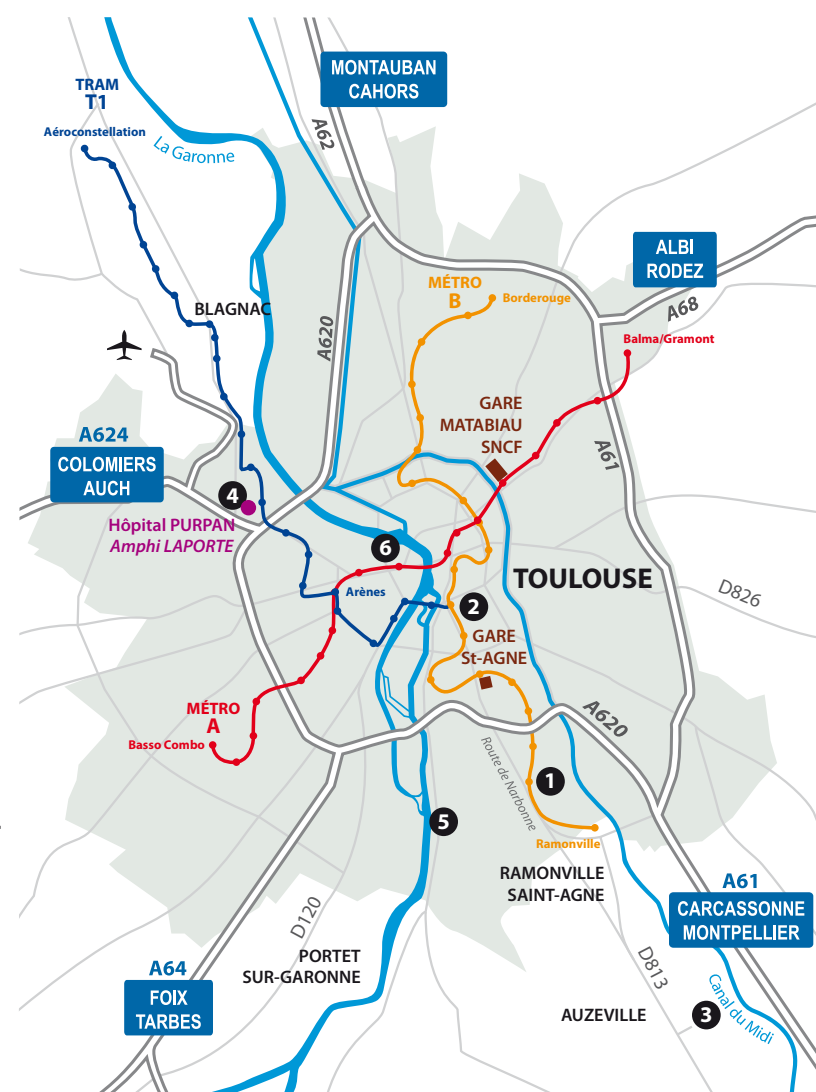 MONTAUBAN
CAHORS
TRAM
T1
Aéroconstellation
La Garonne
A62
ALBI
RODEZ
MÉTRO
B
Borderouge
A68
BLAGNAC
A620
Balma/Gramont
GARE
MATABIAU
SNCF
A61
A624
COLOMIERS
AUCH
4
Hôpital PURPAN
Amphi LAPORTE
6
TOULOUSE
Arènes
D826
2
GARE
St-AGNE
MÉTRO
A
Basso Combo
A620
Route de Narbonne
1
5
Ramonville
RAMONVILLE
SAINT-AGNE
A61
CARCASSONNE
MONTPELLIER
D120
PORTET
SUR-GARONNE
D813
A64
FOIX
TARBES
AUZEVILLE
3
Canal du Midi